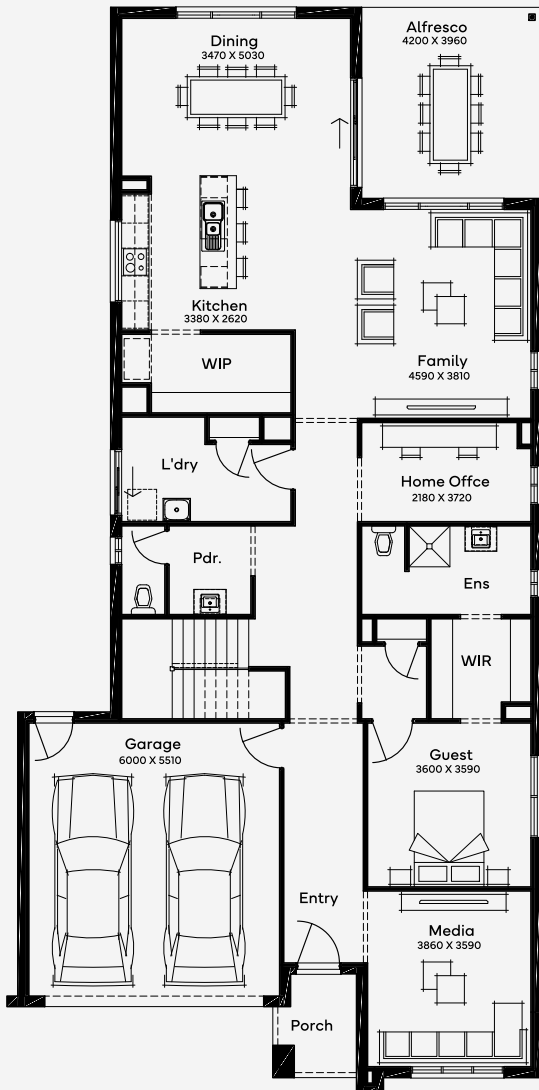 Dining
3470 X 5030
Alfresco
4200 X 3960
Kitchen
3380 X 2620
WIP
Family
4590 X 3810
L'dry
Home Offce
2180 X 3720
Pdr.
Ens
WIR
Garage
6000 X 5510
Guest
3600 X 3590
Entry
Media
3860 X 3590
Porch